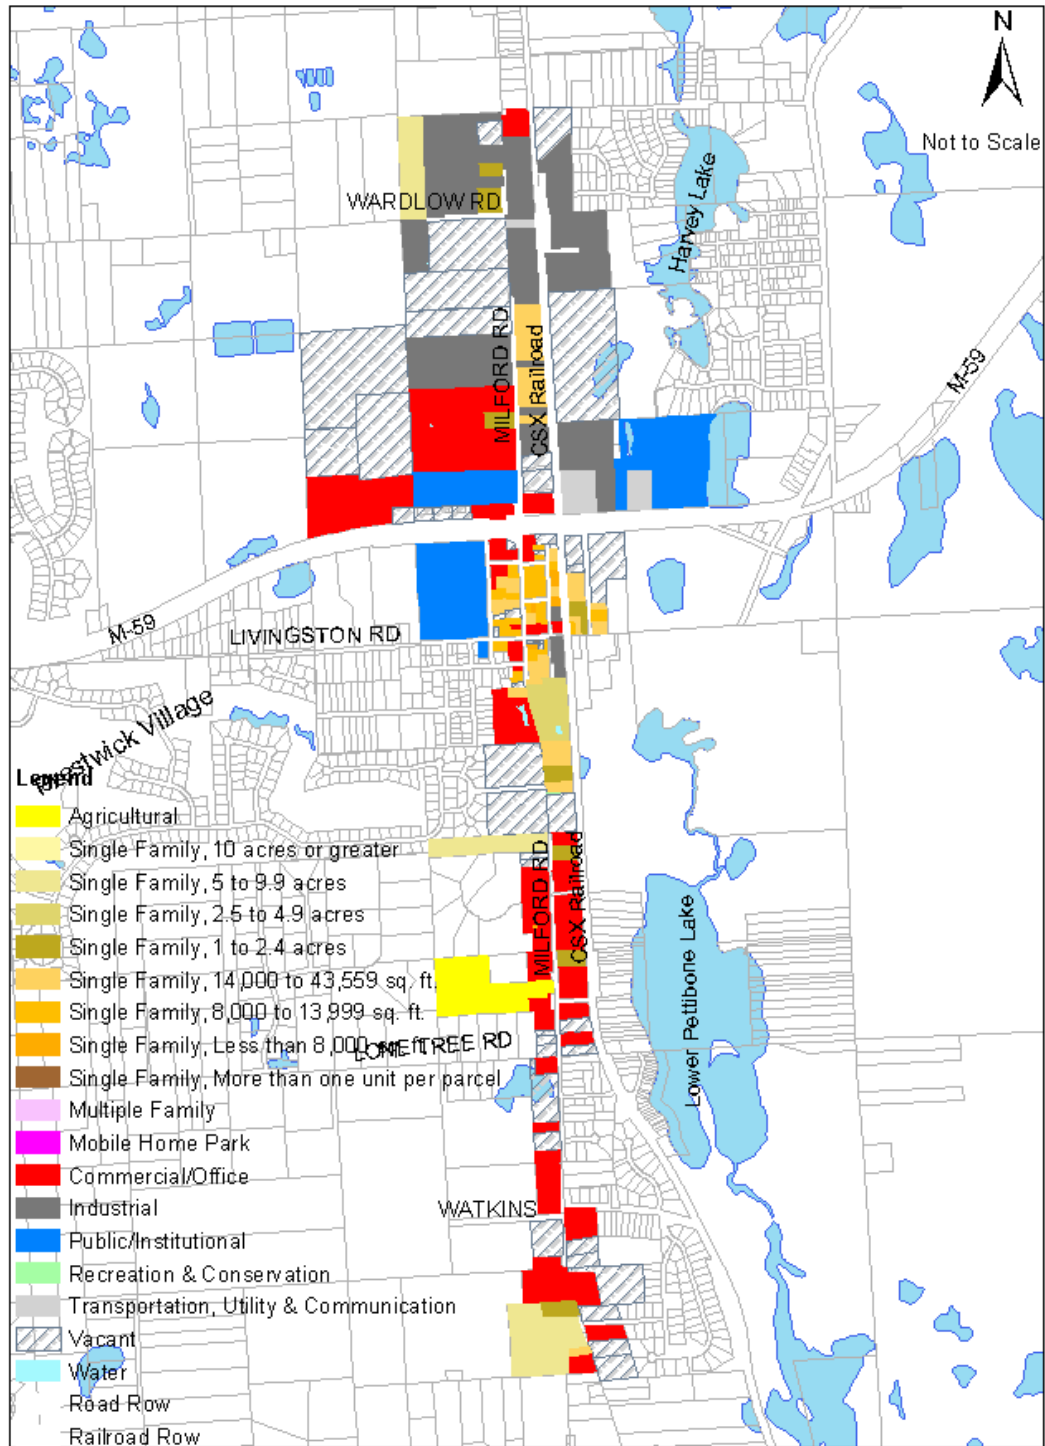 N
Not to Scale
Harvey Lake
WARDLOW RD
MILFORD RD
CSX Railroad
M-59
M-59
LIVINGSTON RD
Prestwick Village
MILFORD RD
CSX Railroad
Lower Pettibone Lake
LONETREE RD
WATKINS
Legend
Agricultural
Single Family, 10 acres or greater
Single Family, 5 to 9.9 acres
Single Family, 2.5 to 4.9 acres
Single Family, 1 to 2.4 acres
Single Family, 14,000 to 43,559 sq. ft.
Single Family, 8,000 to 13,999 sq. ft.
Single Family, Less than 8,000 sq. ft.
Single Family, More than one unit per parcel
Multiple Family
Mobile Home Park
Commercial/Office
Industrial
Public/Institutional
Recreation & Conservation
Transportation, Utility & Communication
Vacant
Water
Road Row
Railroad Row